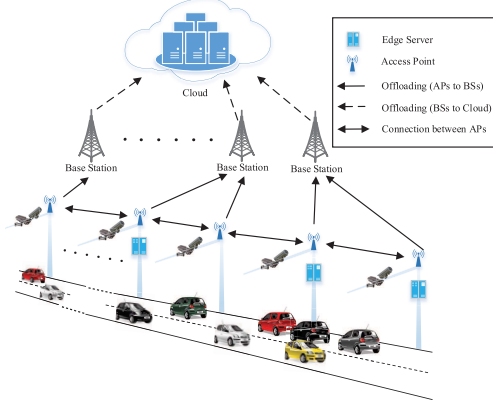 Edge Server
Access Point
Offloading (APs to BSs)
Offloading (BSs to Cloud)
Connection between APs
Cloud
Base Station
Base Station
Base Station